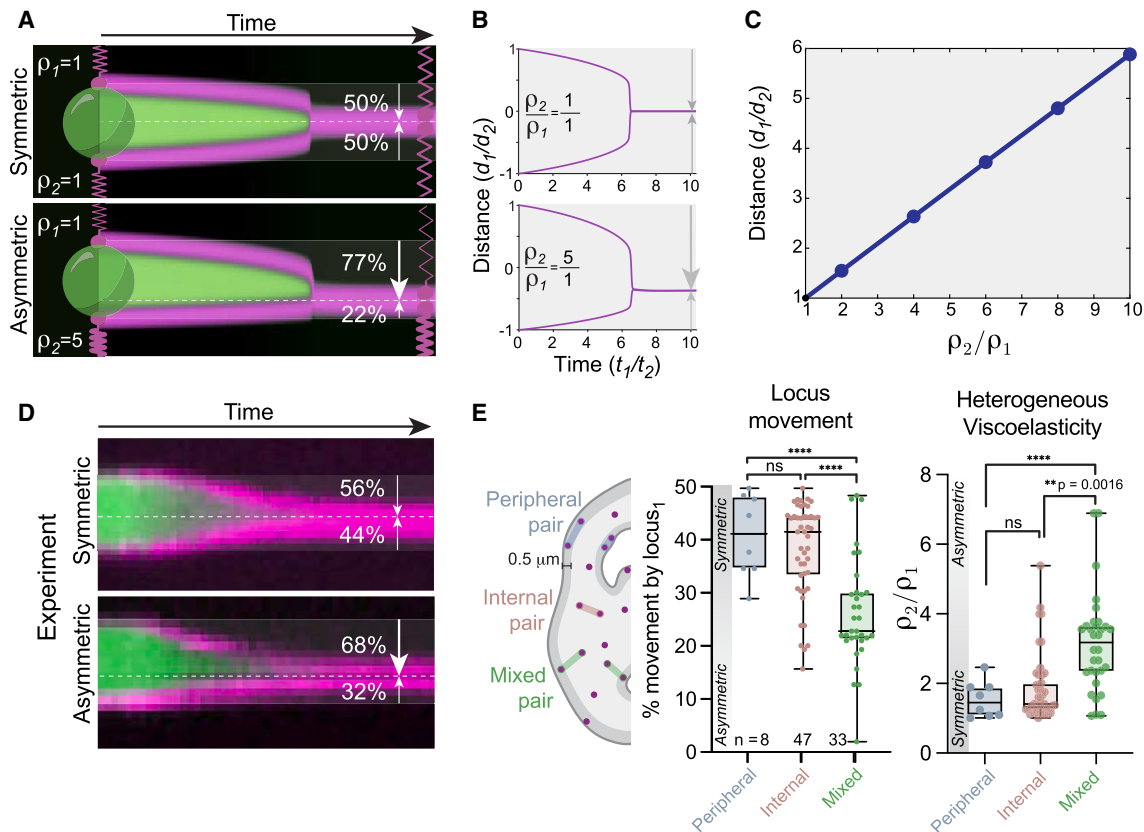 A
Time
Symmetric
ρ1=1
50%
50%
ρ2=1
Asymmetric
ρ1=1
77%
22%
ρ2=5
B
Distance (d1/d2)
1
0
-1
ρ2/ρ1 = 1/1
0 2 4 6 8 10
1
0
-1
ρ2/ρ1 = 5/1
0 2 4 6 8 10
Time (t1/t2)
C
Distance (d1/d2)
6
5
4
3
2
1
1 2 3 4 5 6 7 8 9 10
ρ2/ρ1
D
Time
Experiment
Symmetric
56%
44%
Asymmetric
68%
32%
E
Peripheral
pair
0.5 μm
Internal
pair
Mixed
pair
Locus
movement
****
ns
****
% movement by locus1
50
40
30
20
10
0
Symmetric
Asymmetric
n = 8
47
33
Peripheral
Internal
Mixed
Heterogeneous
Viscoelasticity
****
**p = 0.0016
ns
ρ2/ρ1
8
6
4
2
0
Asymmetric
Symmetric
Peripheral
Internal
Mixed